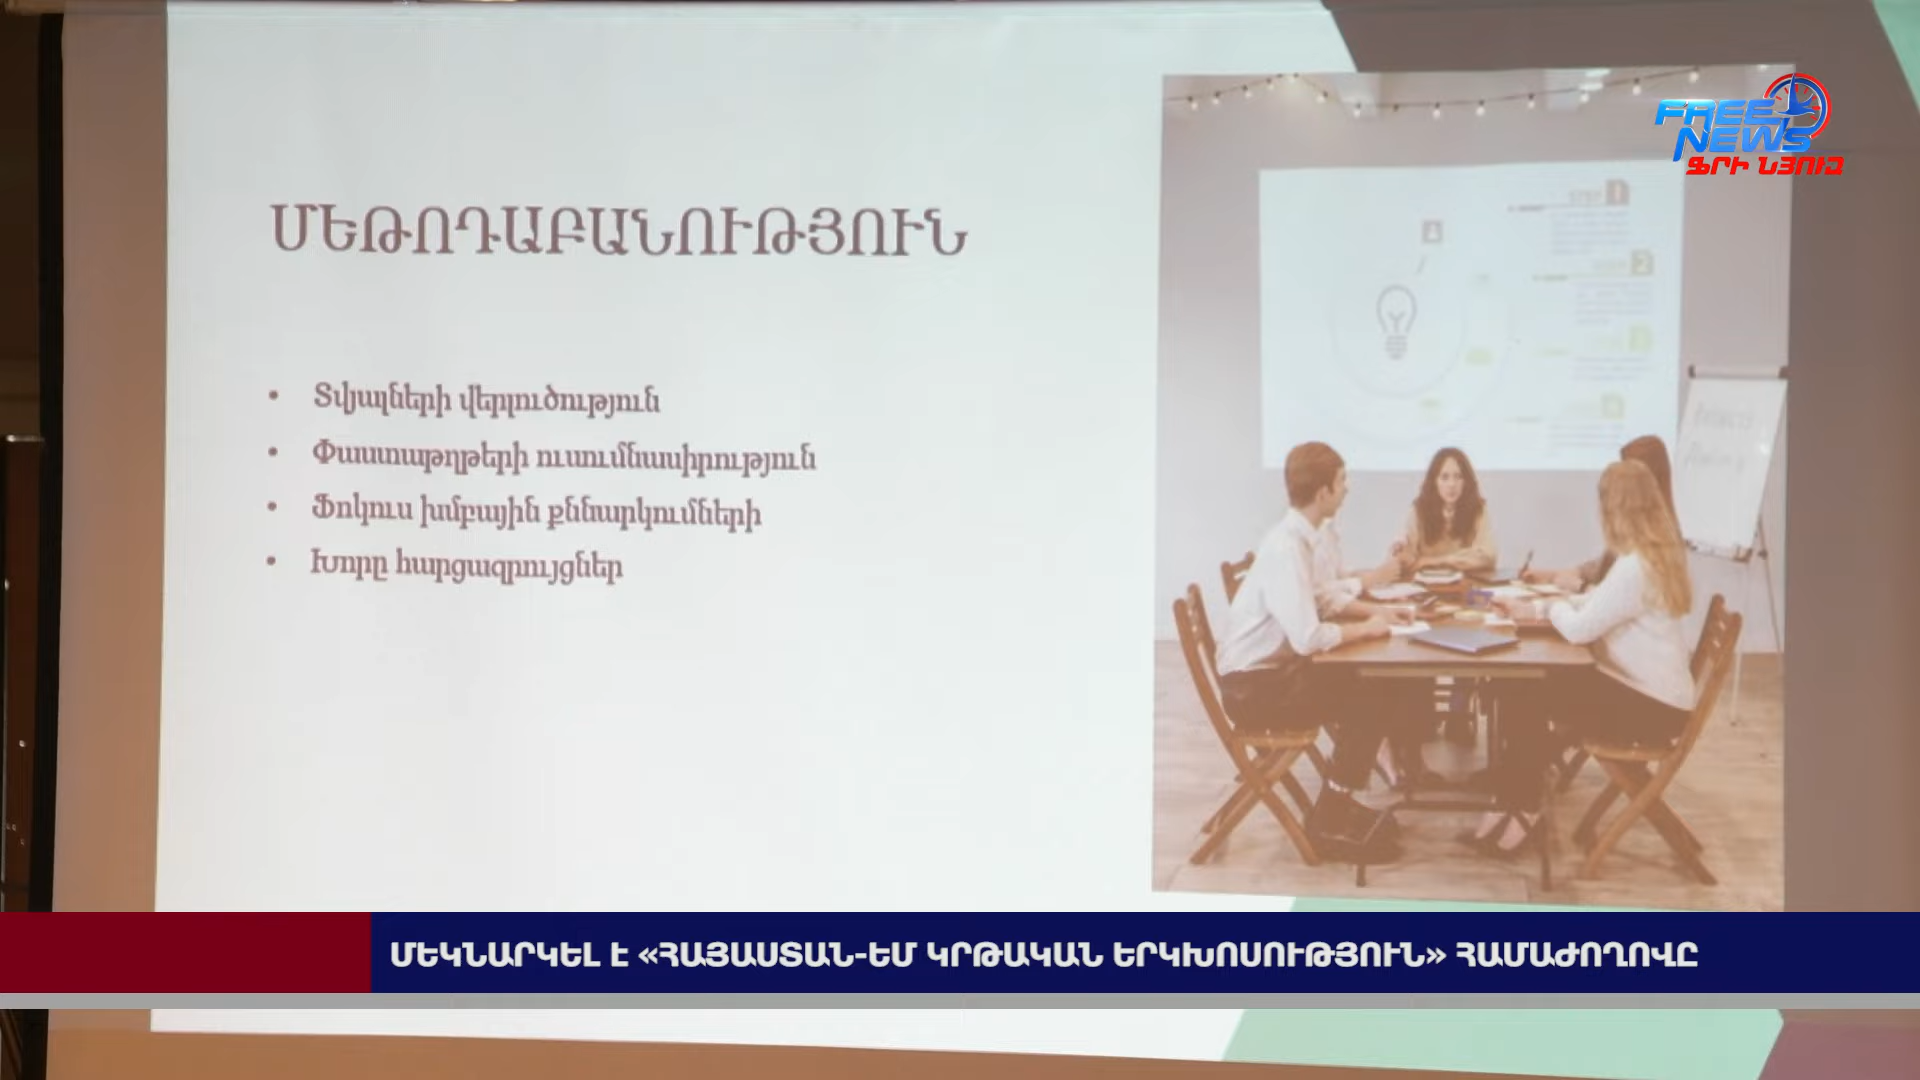 FREE
NEWS
ՖՐԻ ՆՅՈՒԶ
ՄԵԹՈԴԱԲԱՆՈՒԹՅՈՒՆ
• Տվյալների վերլուծություն
• Փաստաթղթերի ուսումնասիրություն
• Ֆոկուս խմբային քննարկումների
• Խորը հարցազրույցներ
ՄԵԿՆԱՐԿԵԼ Է «ՀԱՅԱՍՏԱՆ-ԵՄ ԿՐԹԱԿԱՆ ԵՐԿԽՈՍՈՒԹՅՈՒՆ» ՀԱՄԱԺՈՂՈՎԸ